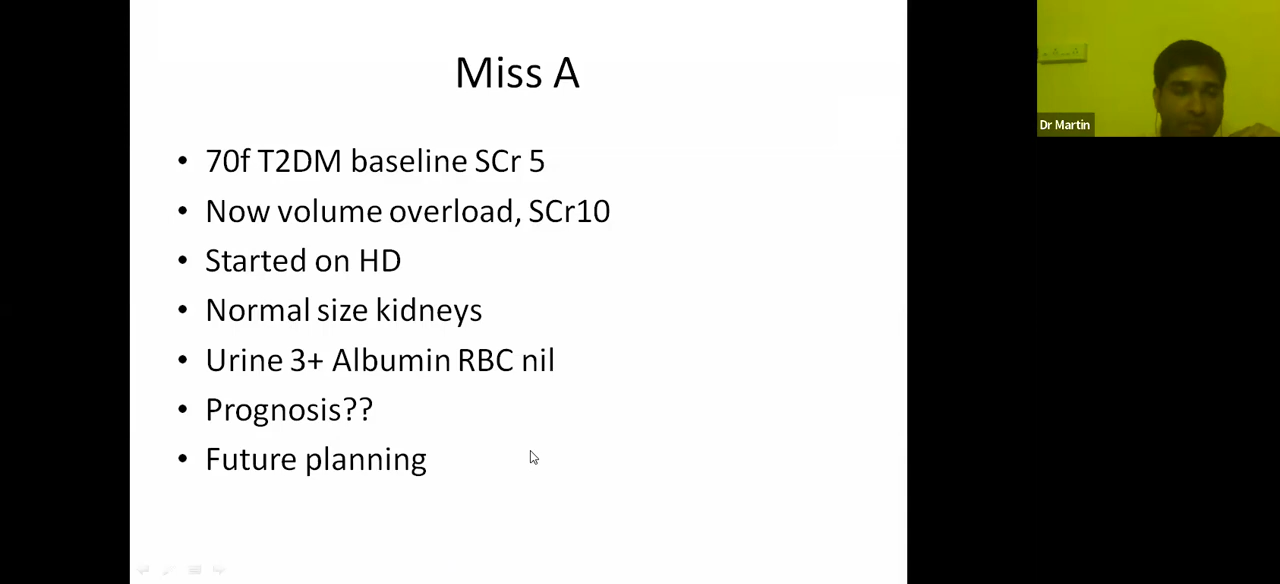 Miss A
• 70f T2DM baseline SCr 5
• Now volume overload, SCr10
• Started on HD
• Normal size kidneys
• Urine 3+ Albumin RBC nil
• Prognosis??
• Future planning
Dr Martin